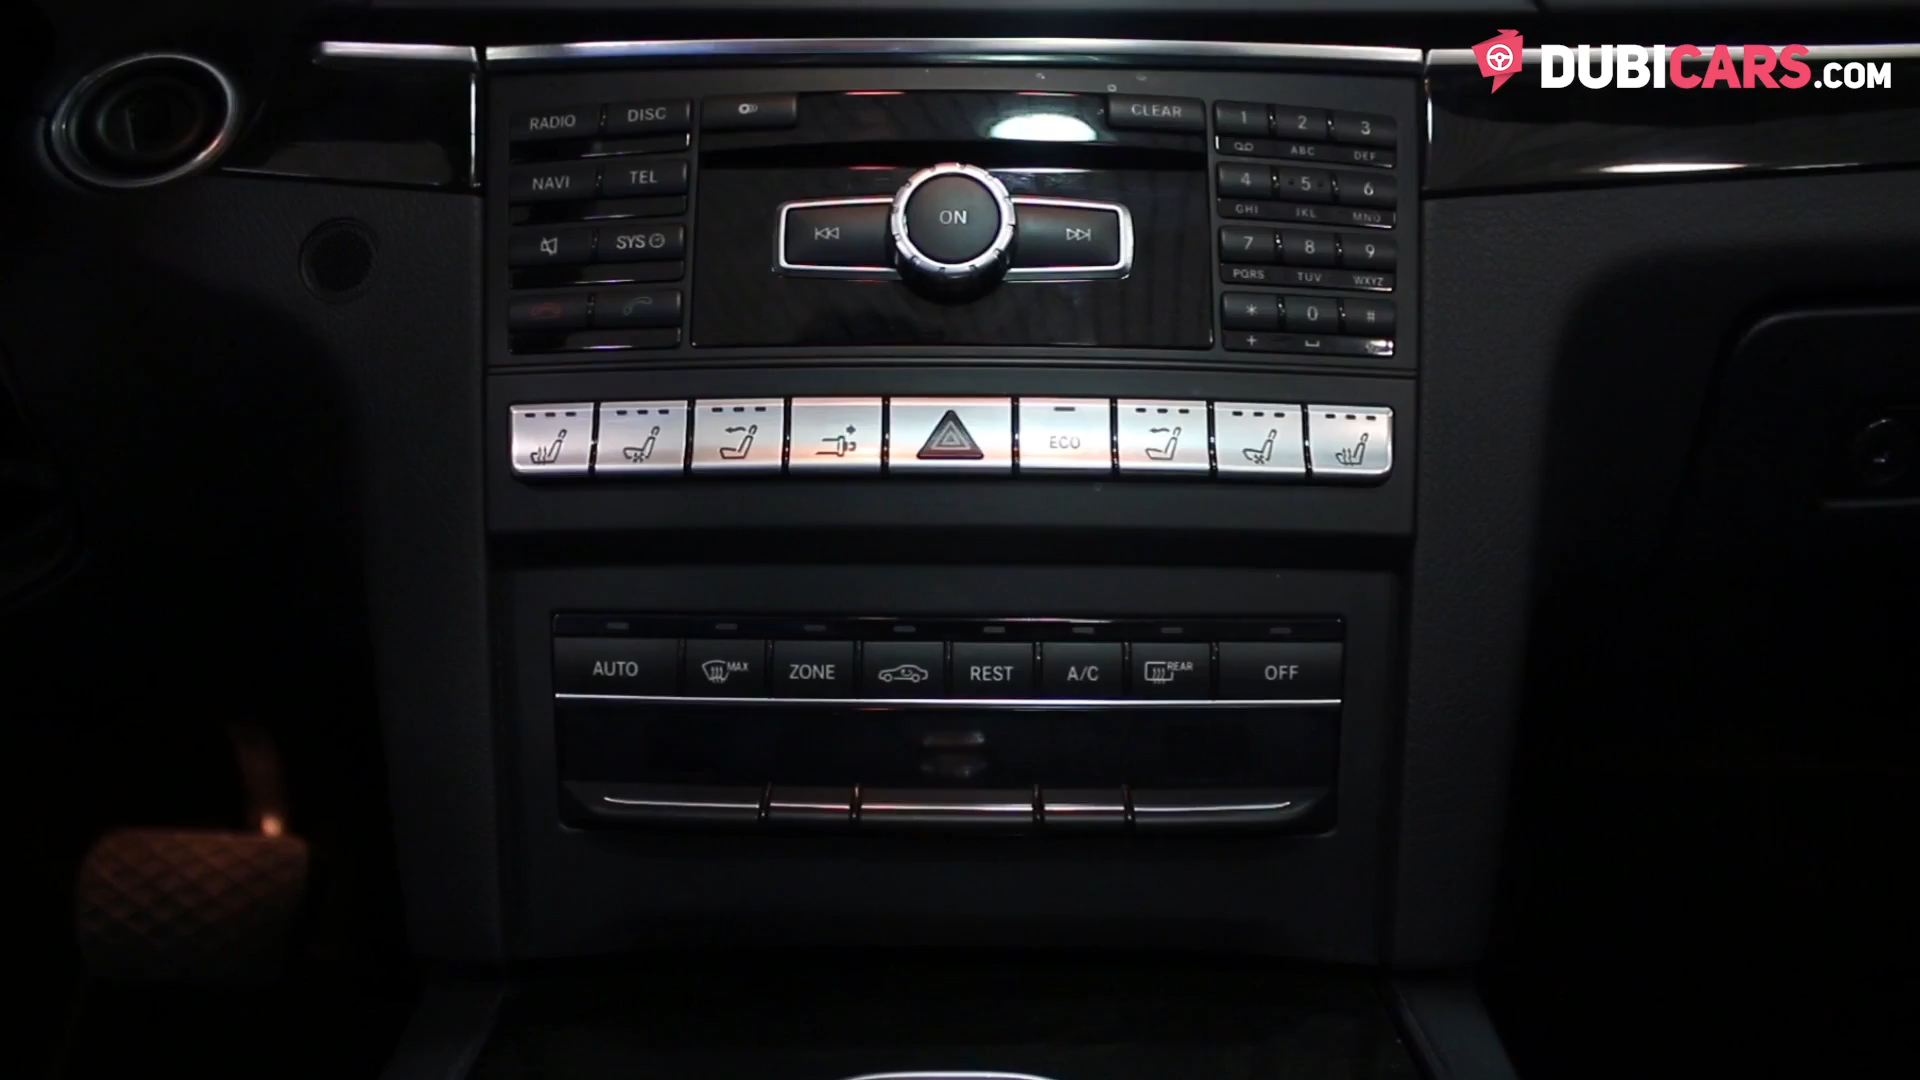 DUBICARS.COM
RADIO DISC CLEAR 1 2 3
ABC DEF
NAVI TEL 4 5 6
GHI JKL MNO
SYS ON 7 8 9
PQRS TUV WXYZ
* 0 #
+
ECO
AUTO MAX ZONE REST A/C REAR OFF